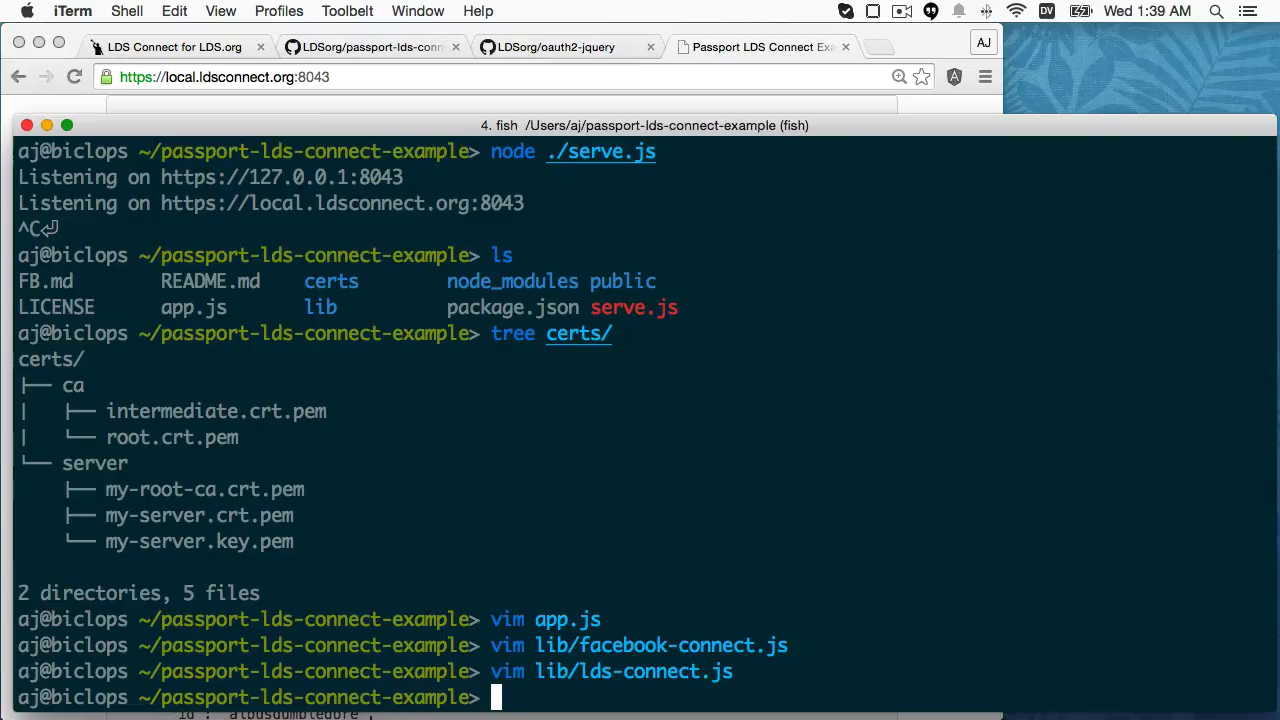 iTerm Shell Edit View Profiles Toolbelt Window Help DV Wed 1:39 AM
LDS Connect for LDS.org × LDSorg/passport-lds-conn × LDSorg/oauth2-jquery × Passport LDS Connect Exa × AJ
https://local.ldsconnect.org:8043
4. fish /Users/aj/passport-lds-connect-example (fish)
aj@biclops ~/passport-lds-connect-example> node ./serve.js
Listening on https://127.0.0.1:8043
Listening on https://local.ldsconnect.org:8043
^C⏎
aj@biclops ~/passport-lds-connect-example> ls
FB.md README.md certs node_modules public
LICENSE app.js lib package.json serve.js
aj@biclops ~/passport-lds-connect-example> tree certs/
certs/
├── ca
│   ├── intermediate.crt.pem
│   └── root.crt.pem
└── server
    ├── my-root-ca.crt.pem
    ├── my-server.crt.pem
    └── my-server.key.pem
2 directories, 5 files
aj@biclops ~/passport-lds-connect-example> vim app.js
aj@biclops ~/passport-lds-connect-example> vim lib/facebook-connect.js
aj@biclops ~/passport-lds-connect-example> vim lib/lds-connect.js
aj@biclops ~/passport-lds-connect-example>
"id": "albusdumbledore",